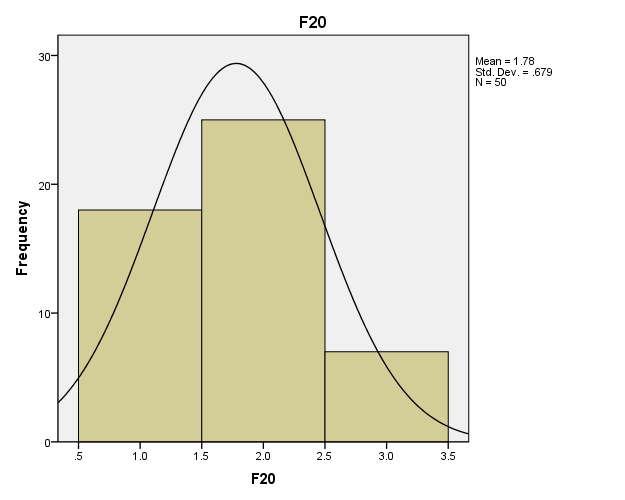 F20
Mean = 1.78
Std. Dev. = .679
N = 50
Frequency
30
20
10
0
.5 1.0 1.5 2.0 2.5 3.0 3.5
F20